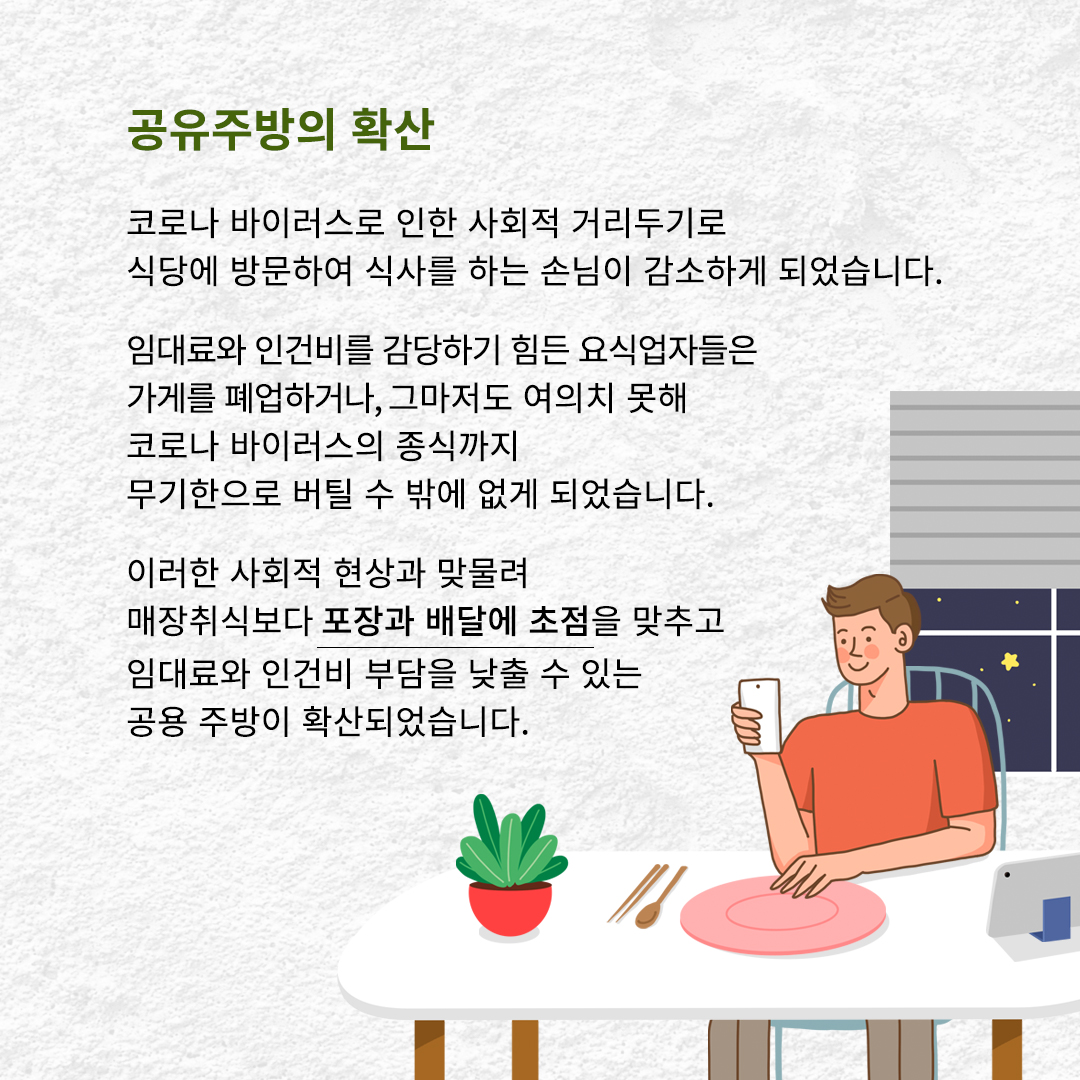 공유주방의 확산
코로나 바이러스로 인한 사회적 거리두기로
식당에 방문하여 식사를 하는 손님이 감소하게 되었습니다.
임대료와 인건비를 감당하기 힘든 요식업자들은
가게를 폐업하거나, 그마저도 여의치 못해
코로나 바이러스의 종식까지
무기한으로 버틸 수 밖에 없게 되었습니다.
이러한 사회적 현상과 맞물려
매장취식보다 포장과 배달에 초점을 맞추고
임대료와 인건비 부담을 낮출 수 있는
공용 주방이 확산되었습니다.